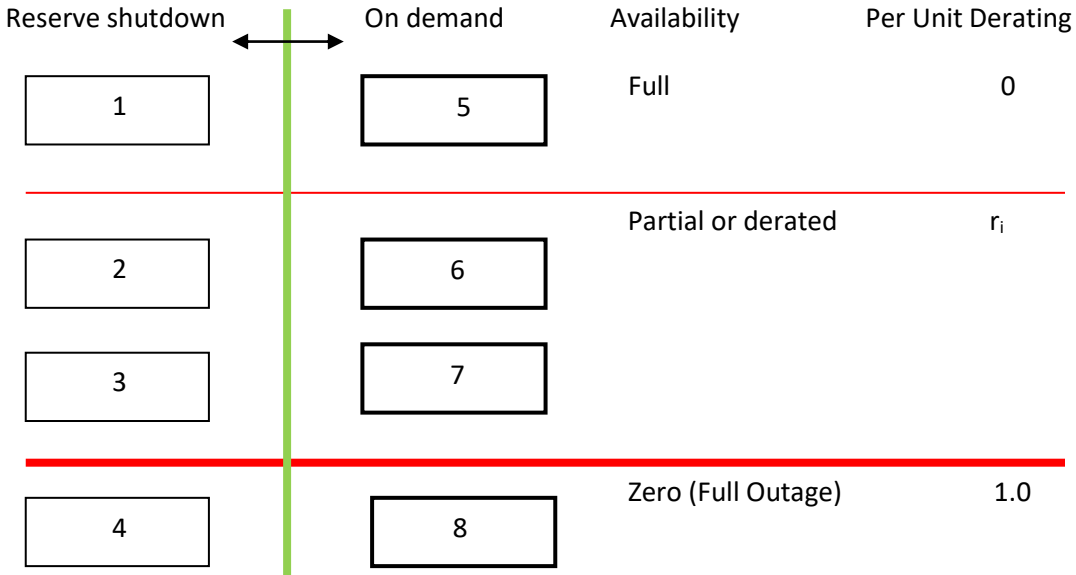 Reserve shutdown On demand Availability Per Unit Derating
1 5 Full 0
Partial or derated rᵢ
2 6
3 7
Zero (Full Outage) 1.0
4 8